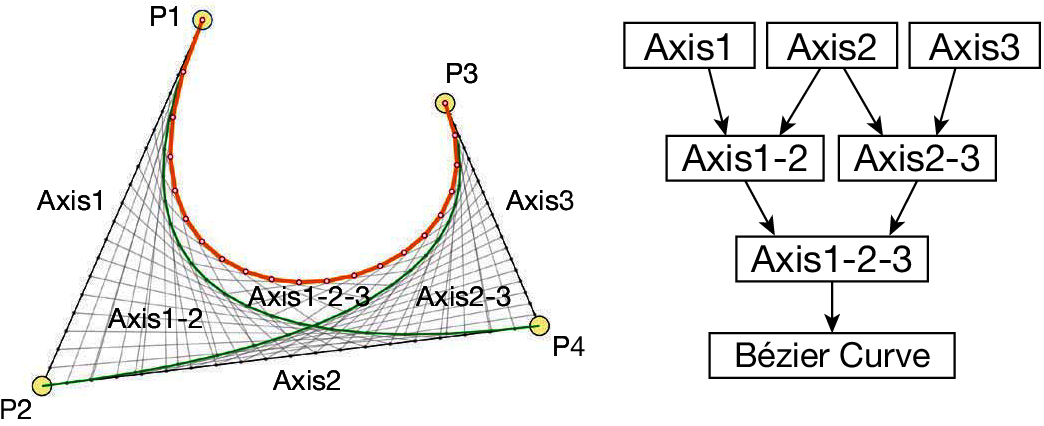 P1
P3
Axis1
Axis3
Axis1-2-3
Axis2-3
Axis1-2
P4
Axis2
P2
Axis1
Axis2
Axis3
Axis1-2
Axis2-3
Axis1-2-3
Bézier Curve